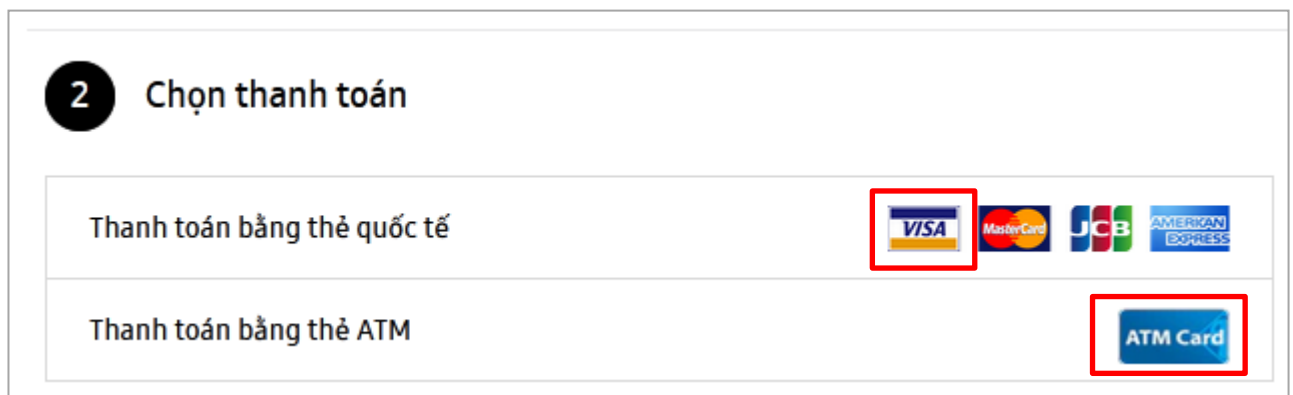 2 Chọn thanh toán
Thanh toán bằng thẻ quốc tế VISA MasterCard JCB AMERICAN EXPRESS
Thanh toán bằng thẻ ATM ATM Card